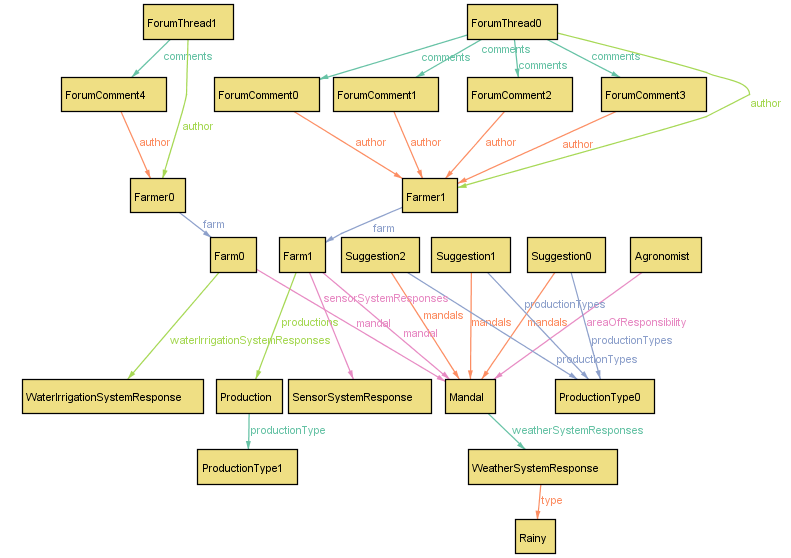 ForumThread1
ForumThread0
comments
comments
comments
comments
comments
ForumComment4
ForumComment0
ForumComment1
ForumComment2
ForumComment3
author
author
author
author
author
author
author
Farmer0
Farmer1
farm
farm
Farm0
Farm1
Suggestion2
Suggestion1
Suggestion0
Agronomist
sensorSystemResponses
productionTypes
productions
mandal
mandals
mandals
mandals
areaOfResponsibility
mandal
waterIrrigationSystemResponses
productionTypes
productionTypes
WaterIrrigationSystemResponse
Production
SensorSystemResponse
Mandal
ProductionType0
productionType
weatherSystemResponses
ProductionType1
WeatherSystemResponse
type
Rainy